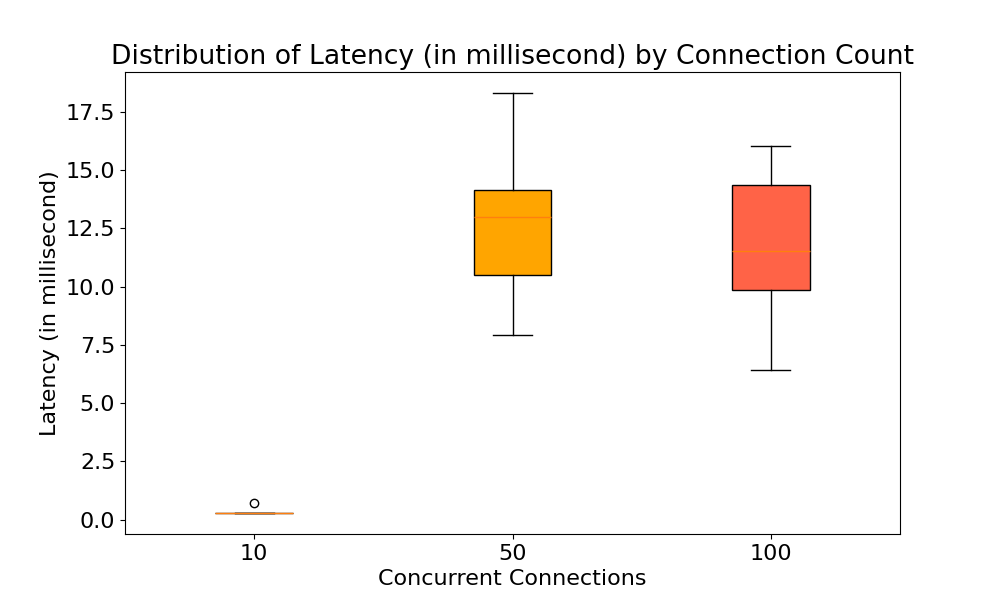 Distribution of Latency (in millisecond) by Connection Count
Latency (in millisecond)
17.5
15.0
12.5
10.0
7.5
5.0
2.5
0.0
10 50 100
Concurrent Connections